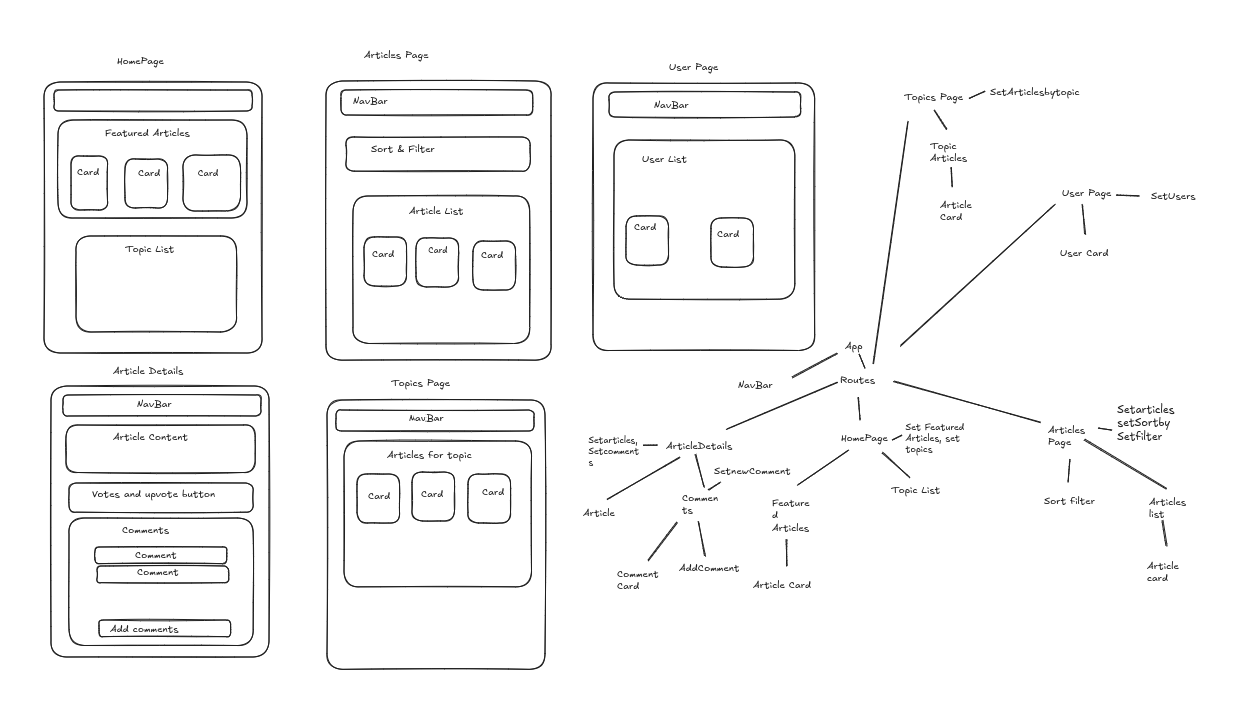 HomePage
Featured Articles
Card
Card
Card
Topic List
Articles Page
NavBar
Sort & Filter
Article List
Card
Card
Card
User Page
NavBar
User List
Card
Card
Article Details
NavBar
Article Content
Votes and upvote button
Comments
Comment
Comment
Add comments
Topics Page
NavBar
Articles for topic
Card
Card
Card
Topics Page
SetArticlesbytopic
Topic
Articles
Article
Card
User Page
SetUsers
User Card
App
NavBar
Routes
Setarticles,
Setcomment
s
ArticleDetails
SetnewComment
Article
Commen
ts
Comment
Card
AddComment
HomePage
Set Featured
Articles, set
topics
Feature
d
Articles
Topic List
Article Card
Articles
Page
Setarticles
setSortby
Setfilter
Sort filter
Articles
list
Article
card